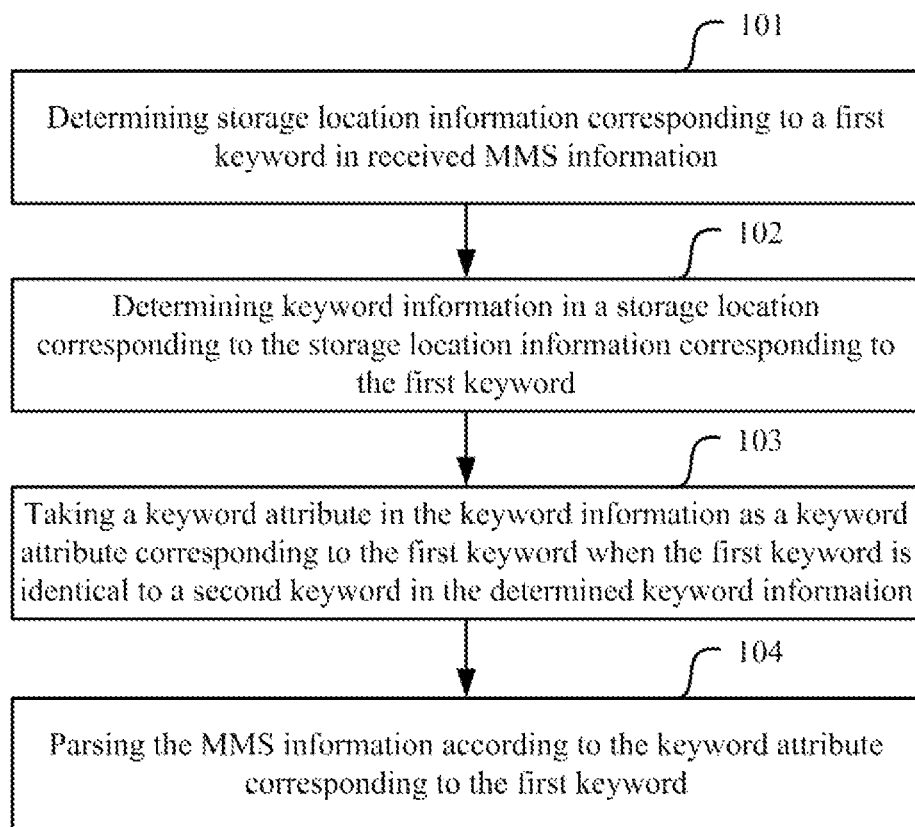 101
Determining storage location information corresponding to a first
keyword in received MMS information
102
Determining keyword information in a storage location
corresponding to the storage location information corresponding to
the first keyword
103
Taking a keyword attribute in the keyword information as a keyword
attribute corresponding to the first keyword when the first keyword is
identical to a second keyword in the determined keyword information
104
Parsing the MMS information according to the keyword attribute
corresponding to the first keyword